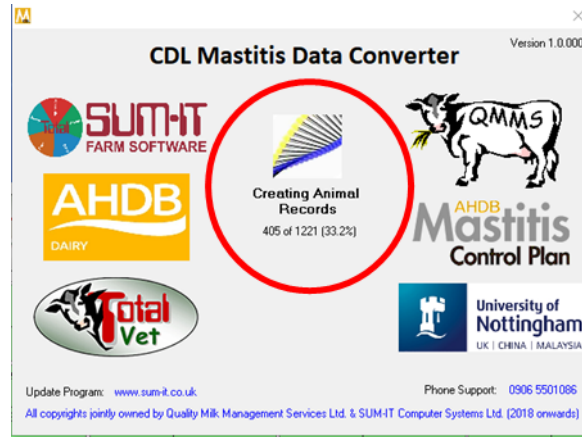 Version 1.0.000
CDL Mastitis Data Converter
Total
SUM-IT
FARM SOFTWARE
QMMS
Creating Animal
Records
405 of 1221 (33.2%)
AHDB
DAIRY
AHDB
Mastitis
Control Plan
Total
Vet
University of
Nottingham
UK | CHINA | MALAYSIA
Update Program: www.sum-it.co.uk
Phone Support: 0906 5501086
All copyrights jointly owned by Quality Milk Management Services Ltd. & SUM-IT Computer Systems Ltd. (2018 onwards)